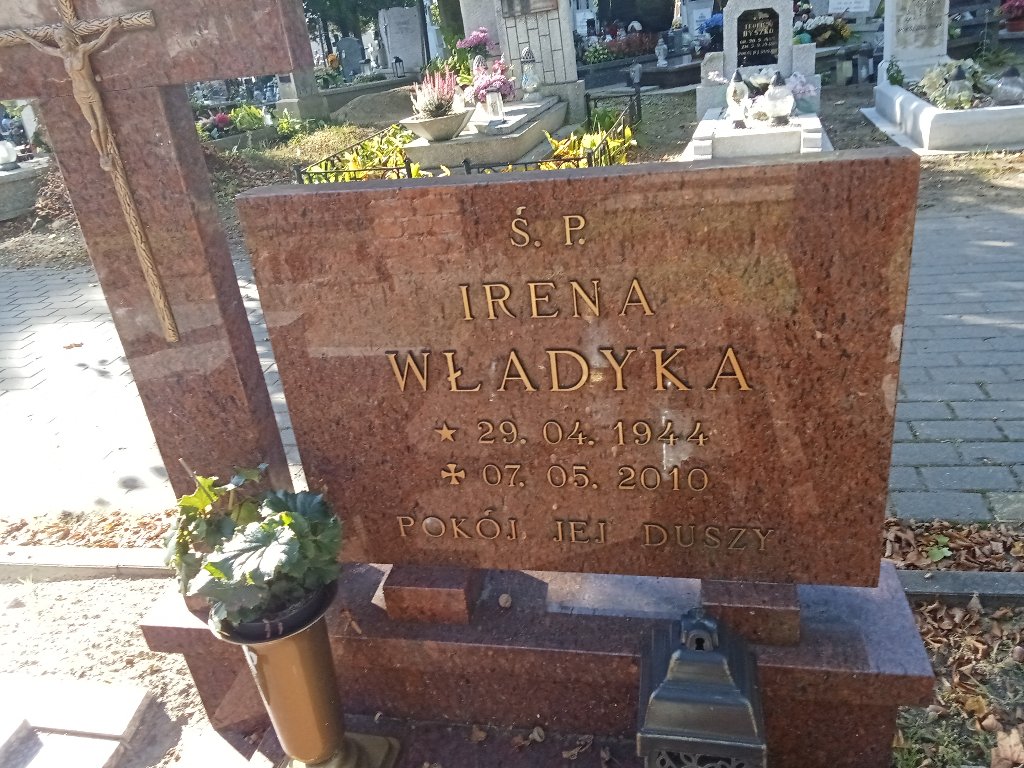 Ś. P.
IRENA
WŁADYKA
★ 29. 04. 1944
✠ 07. 05. 2010
POKÓJ JEJ DUSZY